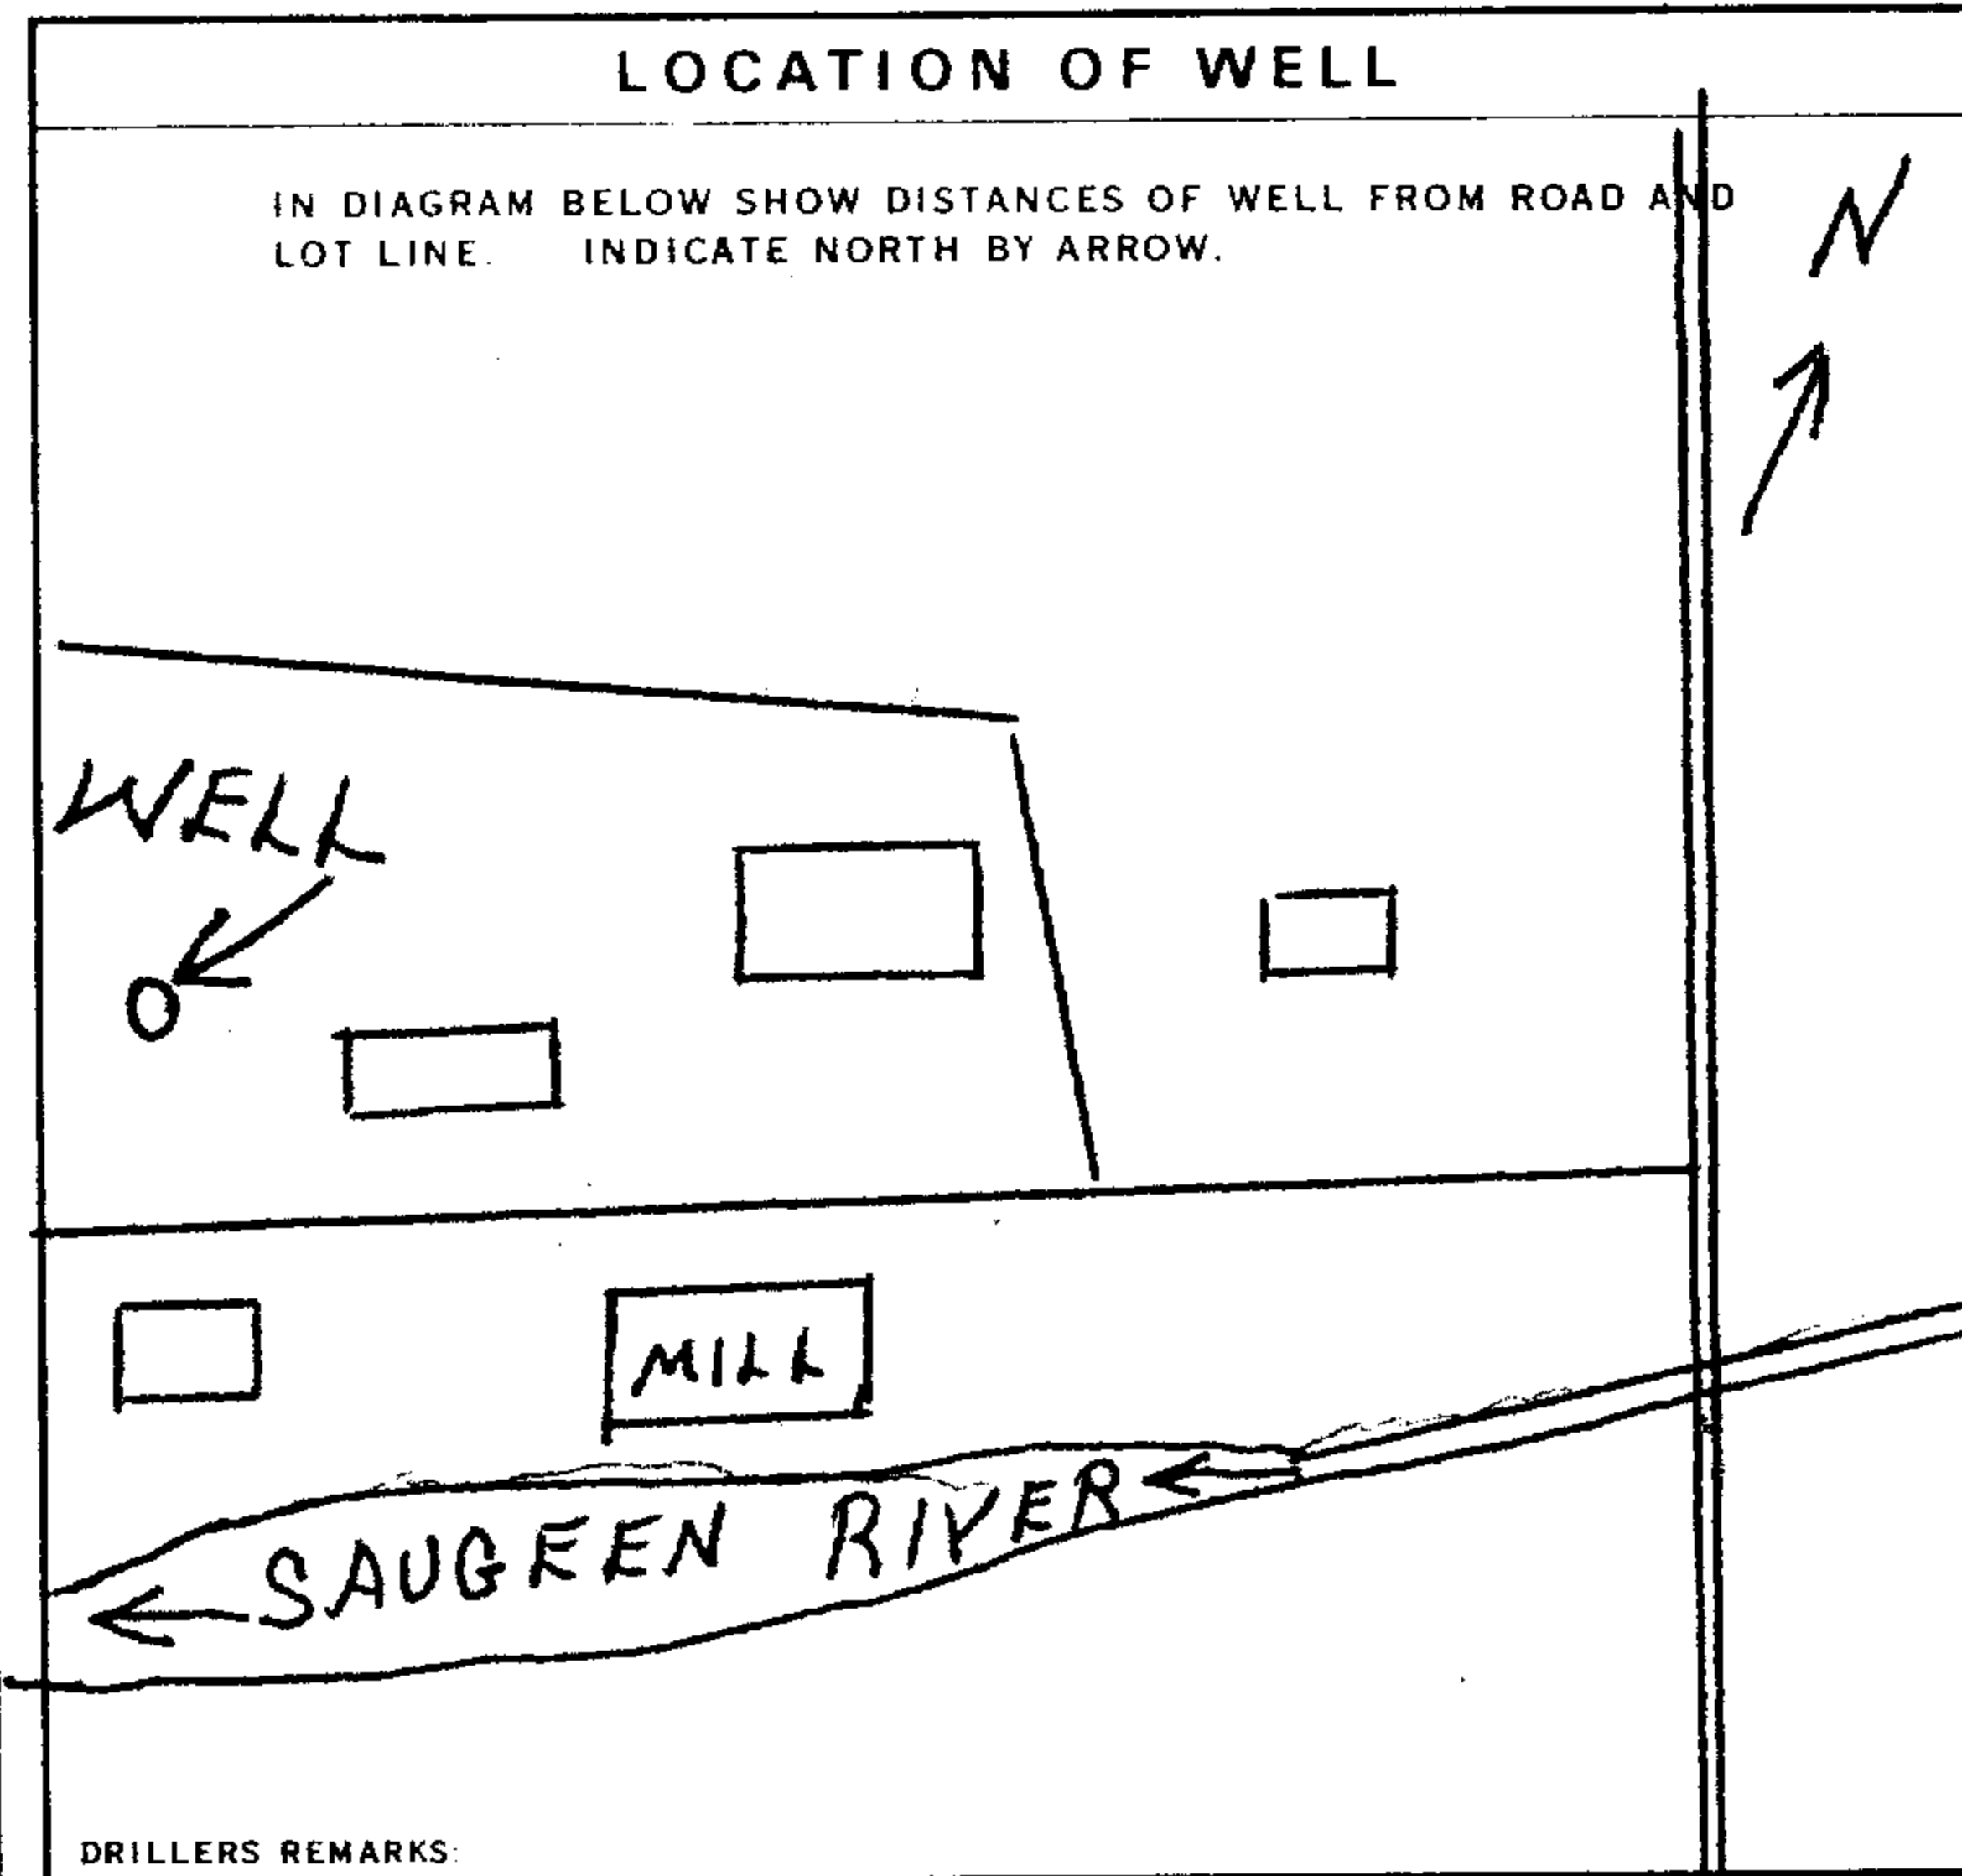 LOCATION OF WELL
IN DIAGRAM BELOW SHOW DISTANCES OF WELL FROM ROAD AND
LOT LINE. INDICATE NORTH BY ARROW.
N
WELL
MILL
SAUGEEN RIVER
DRILLERS REMARKS: